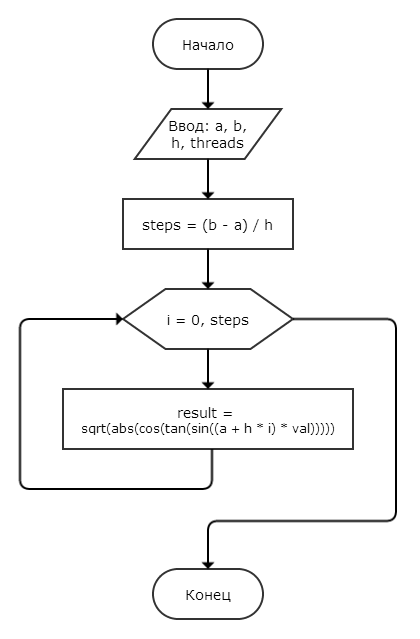 Начало
Ввод: a, b,
h, threads
steps = (b - a) / h
i = 0, steps
result =
sqrt(abs(cos(tan(sin((a + h * i) * val)))))
Конец